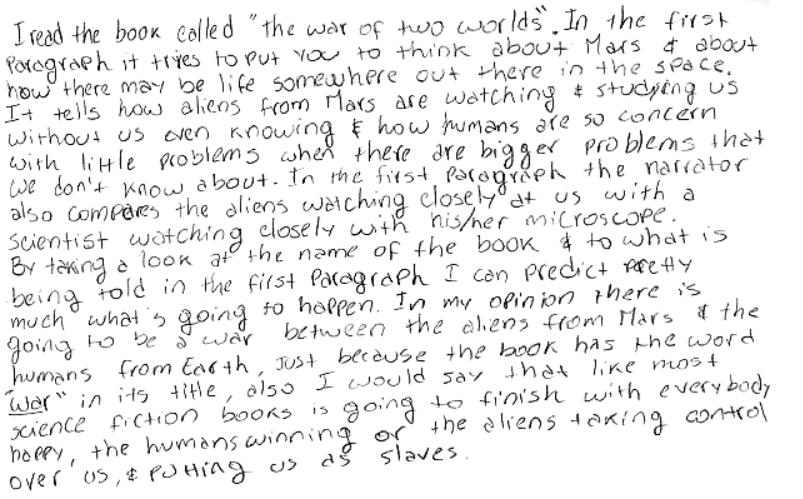 I read the book called "the war of two worlds". In the first
Paragraph it tries to put you to think about Mars & about
how there may be life somewhere out there in the space.
It tells how aliens from Mars are watching & studying us
without us even knowing & how humans are so concern
with little problems when there are bigger problems that
we don't know about. In the first Paragraph the narrator
also compares the aliens watching closely at us with a
scientist watching closely with his/her microscope.
By taking a look at the name of the book & to what is
being told in the first Paragraph I can predict pretty
much what's going to happen. In my opinion there is
going to be a war between the aliens from Mars & the
humans from Earth, Just because the book has the word
"war" in its title, also I would say that like most
science fiction books is going to finish with everybody
happy, the humans winning or the aliens taking control
over us, & putting us as slaves.